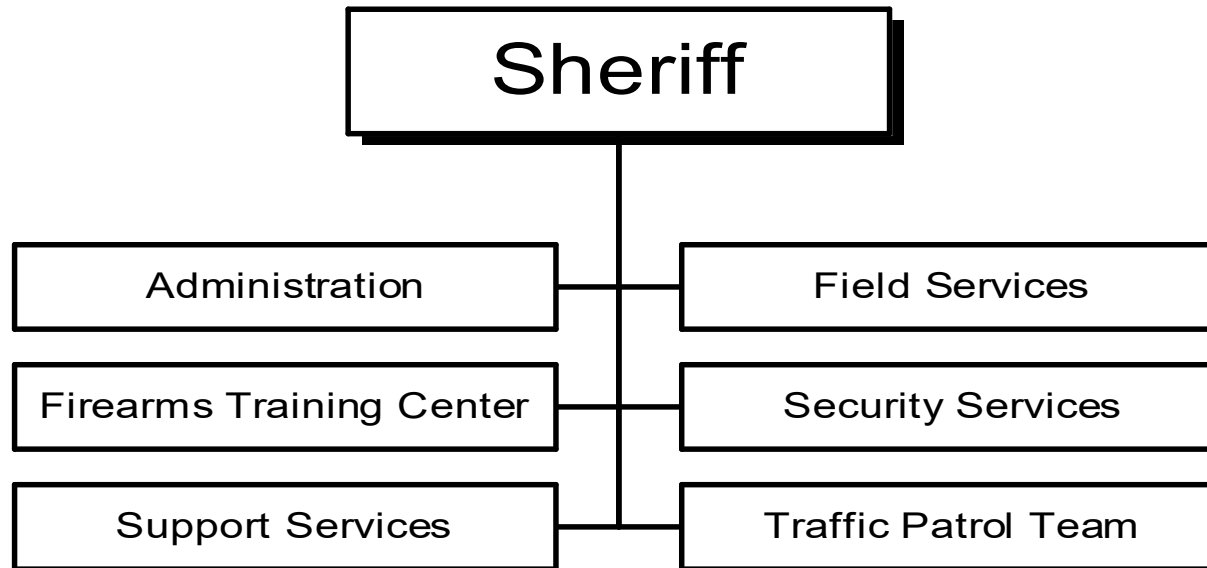 Sheriff
Administration
Field Services
Firearms Training Center
Security Services
Support Services
Traffic Patrol Team